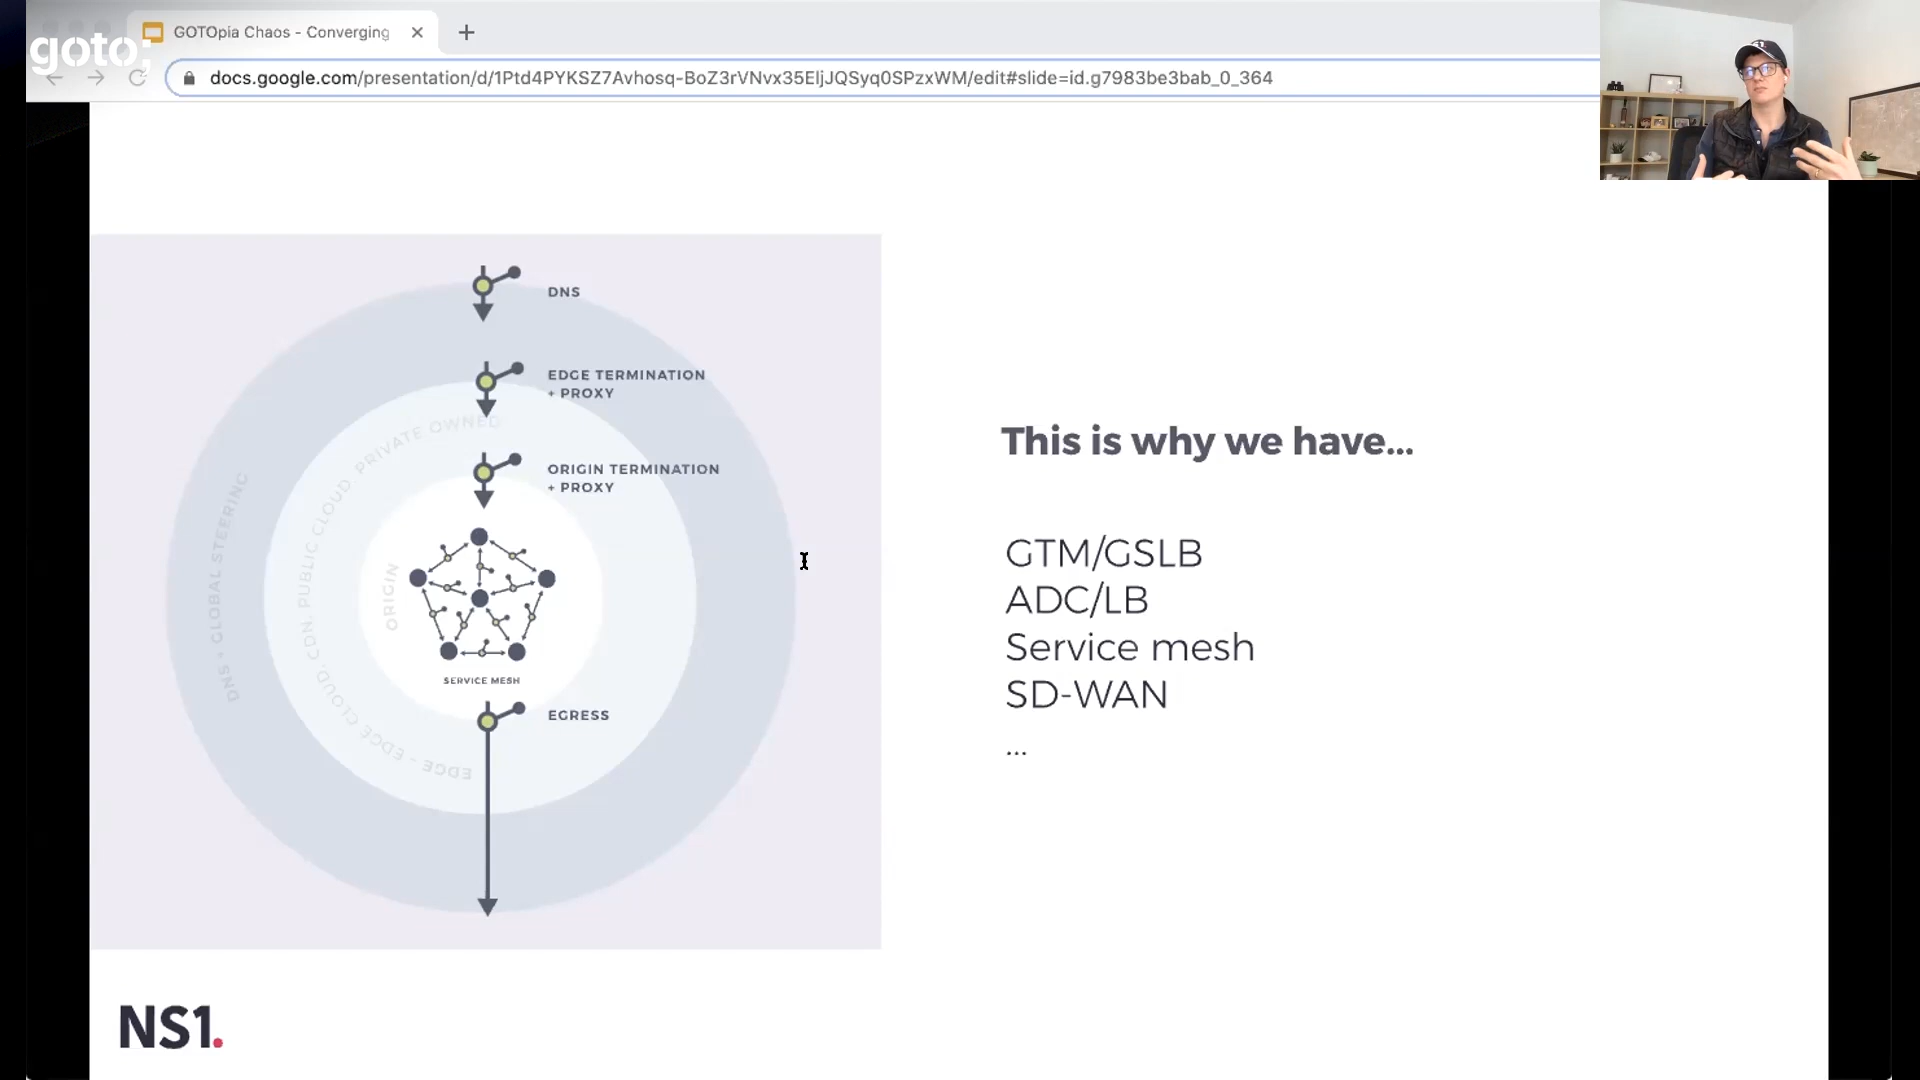 goto;
GOTOpia Chaos - Converging
docs.google.com/presentation/d/1Ptd4PYKSZ7Avhosq-BoZ3rVNvx35EljJQSyq0SPzxWM/edit#slide=id.g7983be3bab_0_364
DNS
EDGE TERMINATION
+ PROXY
ORIGIN TERMINATION
+ PROXY
DNS + GLOBAL STEERING
EDGE - EDGE CLOUD, CDN, PUBLIC CLOUD, PRIVATE OWNED
ORIGIN
SERVICE MESH
EGRESS
This is why we have...
GTM/GSLB
ADC/LB
Service mesh
SD-WAN
...
NS1.